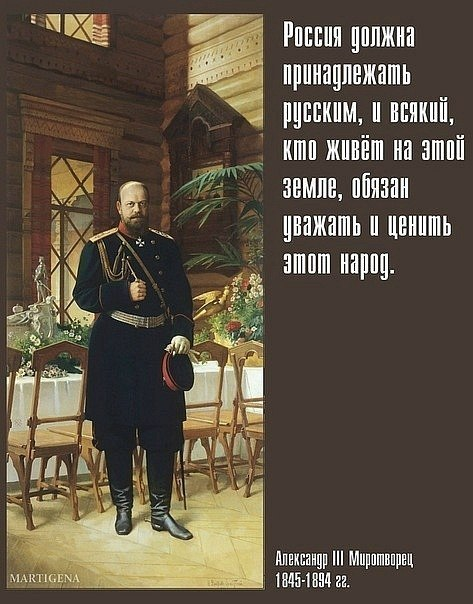 Россия должна
принадлежать
русским, и всякий,
кто живёт на этой
земле, обязан
уважать и ценить
этот народ.
Александр III Миротворец
1845-1894 гг.
MARTIGENA